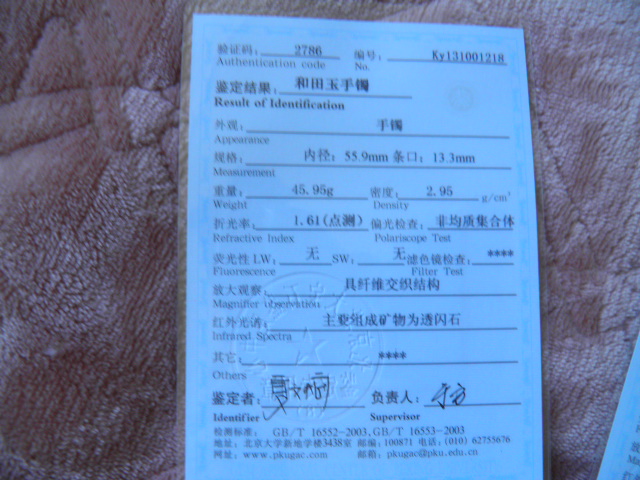 验证码: 2786 编号: Ky131001218
Authentication code No.
鉴定结果: 和田玉手镯
Result of Identification
外观: 手镯
Appearance
规格: 内径: 55.9mm 条口: 13.3mm
Measurement
重量: 45.95g 密度: 2.95 g/cm³
Weight Density
折光率: 1.61(点测) 偏光检查: 非均质集合体
Refractive Index Polariscope Test
荧光性 LW: 无 SW: 无 滤色镜检查: ****
Fluorescence Filter Test
放大观察: 具纤维交织结构
Magnifier observation
红外光谱: 主要组成矿物为透闪石
Infrared Spectra
其它: ****
Others
鉴定者: 负责人:
Identifier Supervisor
检测标准: GB/T 16552-2003, GB/T 16553-2003
地址: 北京大学新地学楼3438室 邮编: 100871 电话: (010) 62755676
网址: www.pkugac.com 邮箱: pkugac@pku.edu.cn